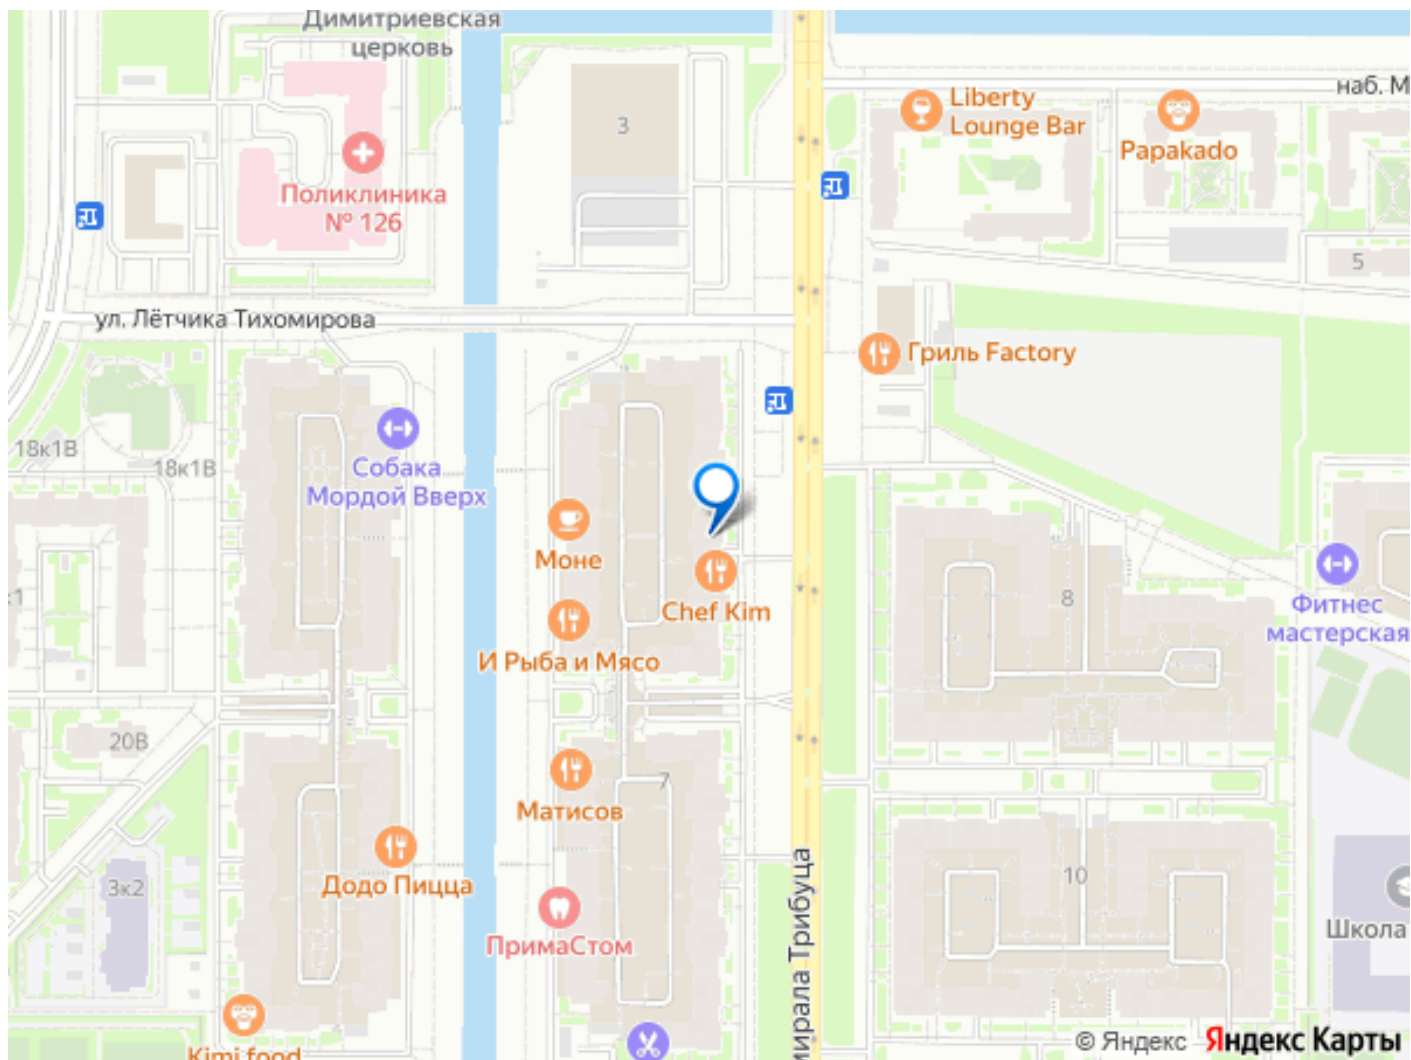 Димитриевская
церковь
наб. М
3
Liberty
Lounge Bar
Papakado
Поликлиника
№ 126
5
ул. Лётчика Тихомирова
Гриль Factory
18к1В
18к1В
Собака
Мордой Вверх
Моне
Chef Kim
И Рыба и Мясо
8
Фитнес
мастерская
к1
20В
7
Матисов
Додо Пицца
3к2
10
ПримаСтом
мирала Трибуца
Школа
Kimi food
© Яндекс Яндекс Карты